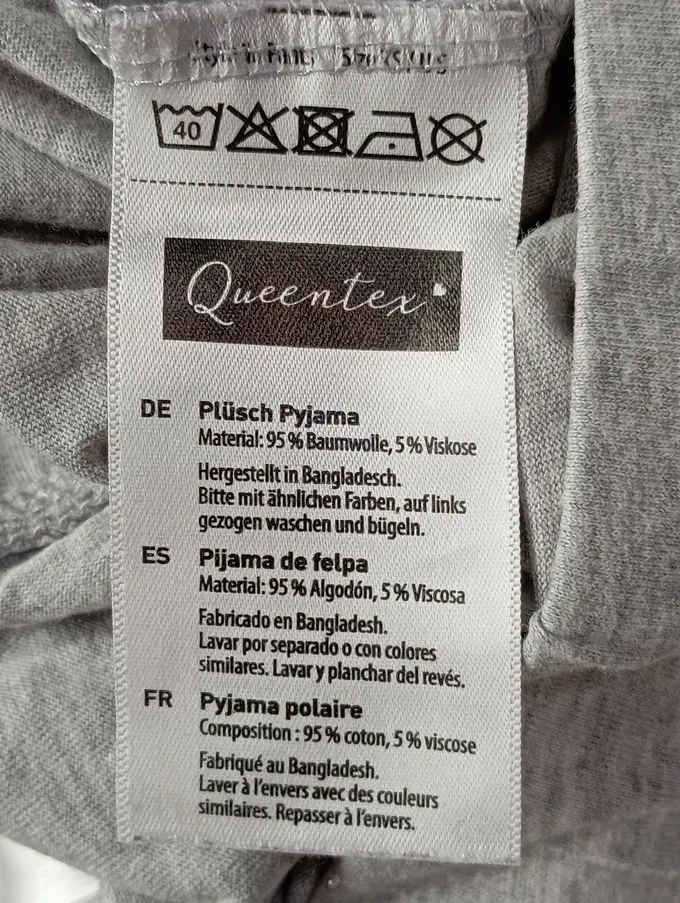 40
Queentex
DE Plüsch Pyjama
Material: 95 % Baumwolle, 5 % Viskose
Hergestellt in Bangladesch.
Bitte mit ähnlichen Farben, auf links
gezogen waschen und bügeln.
ES Pijama de felpa
Material: 95 % Algodón, 5 % Viscosa
Fabricado en Bangladesh.
Lavar por separado o con colores
similares. Lavar y planchar del revés.
FR Pyjama polaire
Composition : 95 % coton, 5 % viscose
Fabriqué au Bangladesh.
Laver à l'envers avec des couleurs
similaires. Repasser à l'envers.